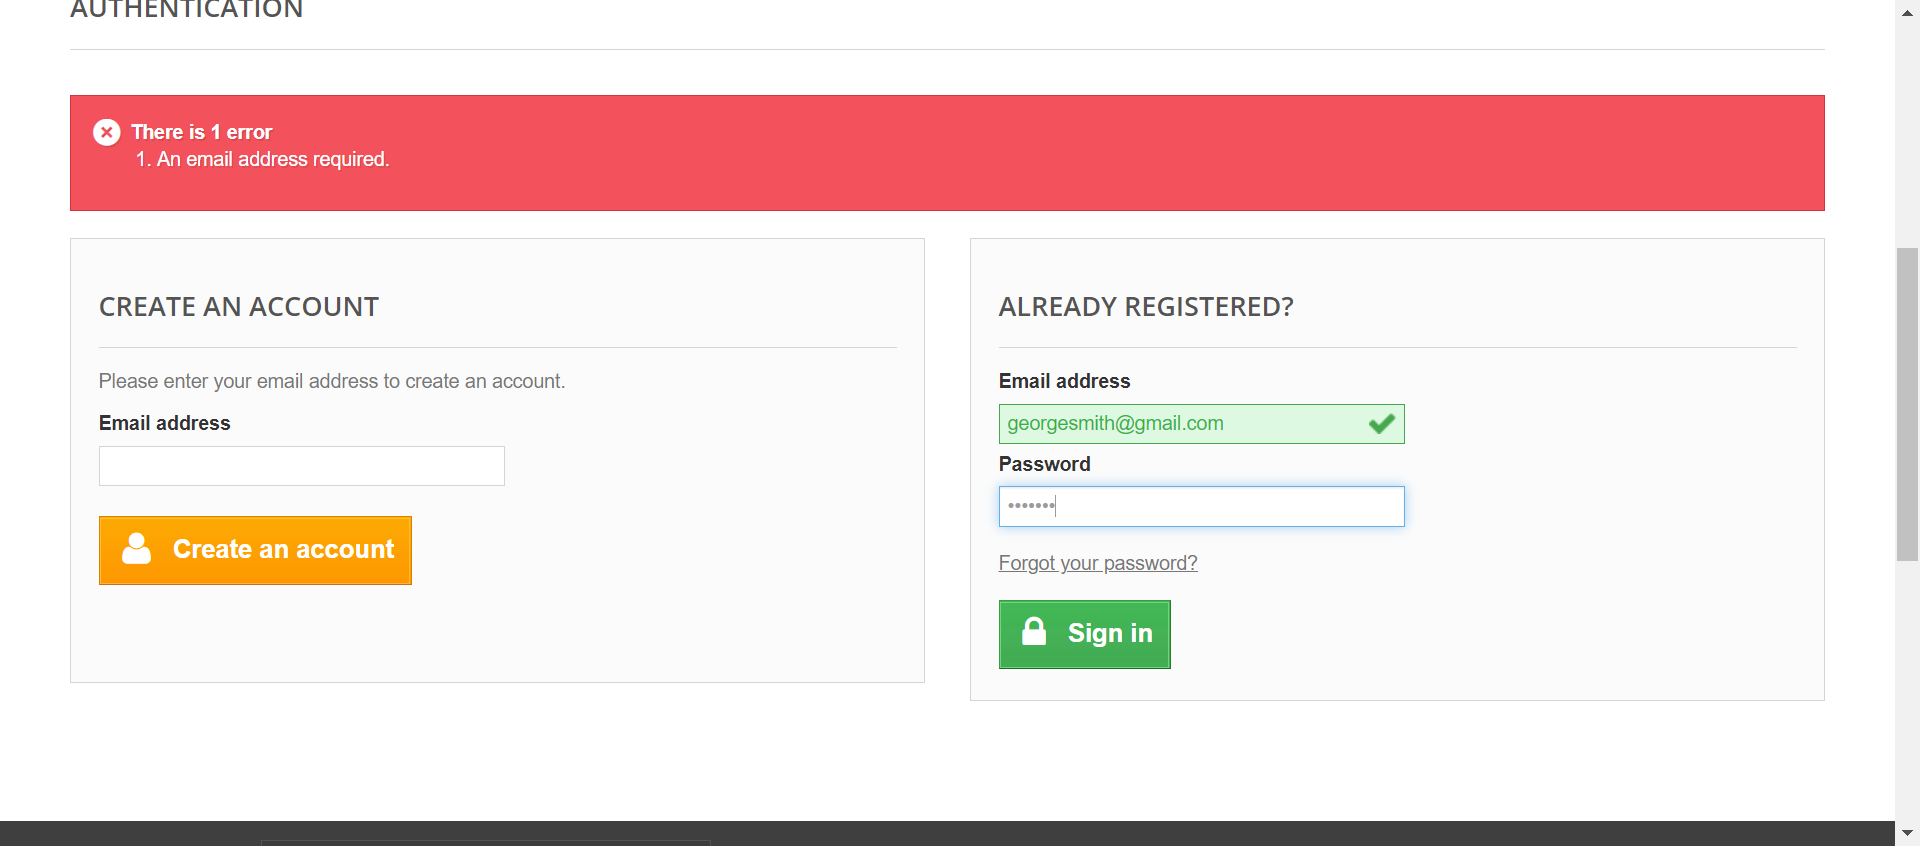 AUTHENTICATION
There is 1 error
1. An email address required.
CREATE AN ACCOUNT
Please enter your email address to create an account.
Email address
Create an account
ALREADY REGISTERED?
Email address
georgesmith@gmail.com
Password
•••••••
Forgot your password?
Sign in